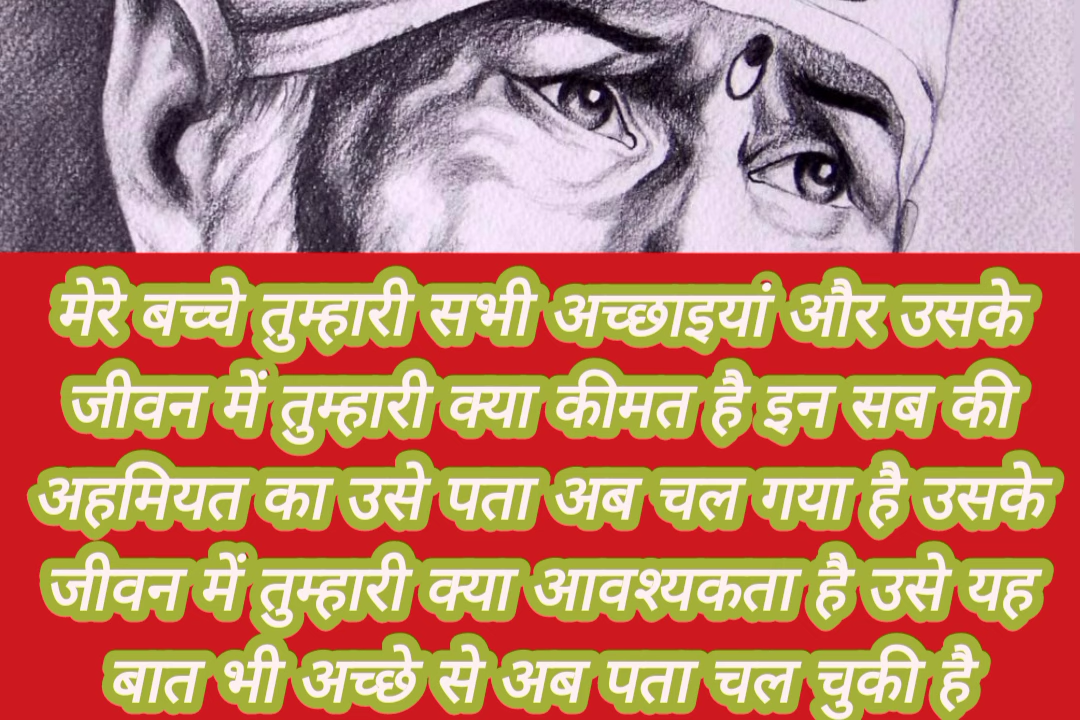 मेरे बच्चे तुम्हारी सभी अच्छाइयां और उसके
जीवन में तुम्हारी क्या कीमत है इन सब की
अहमियत का उसे पता अब चल गया है उसके
जीवन में तुम्हारी क्या आवश्यकता है उसे यह
बात भी अच्छे से अब पता चल चुकी है